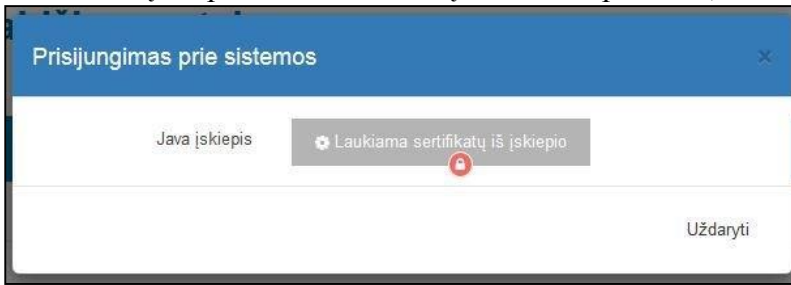 Prisijungimas prie sistemos ×
Java įskiepis
Laukiama sertifikatų iš įskiepio
Uždaryti